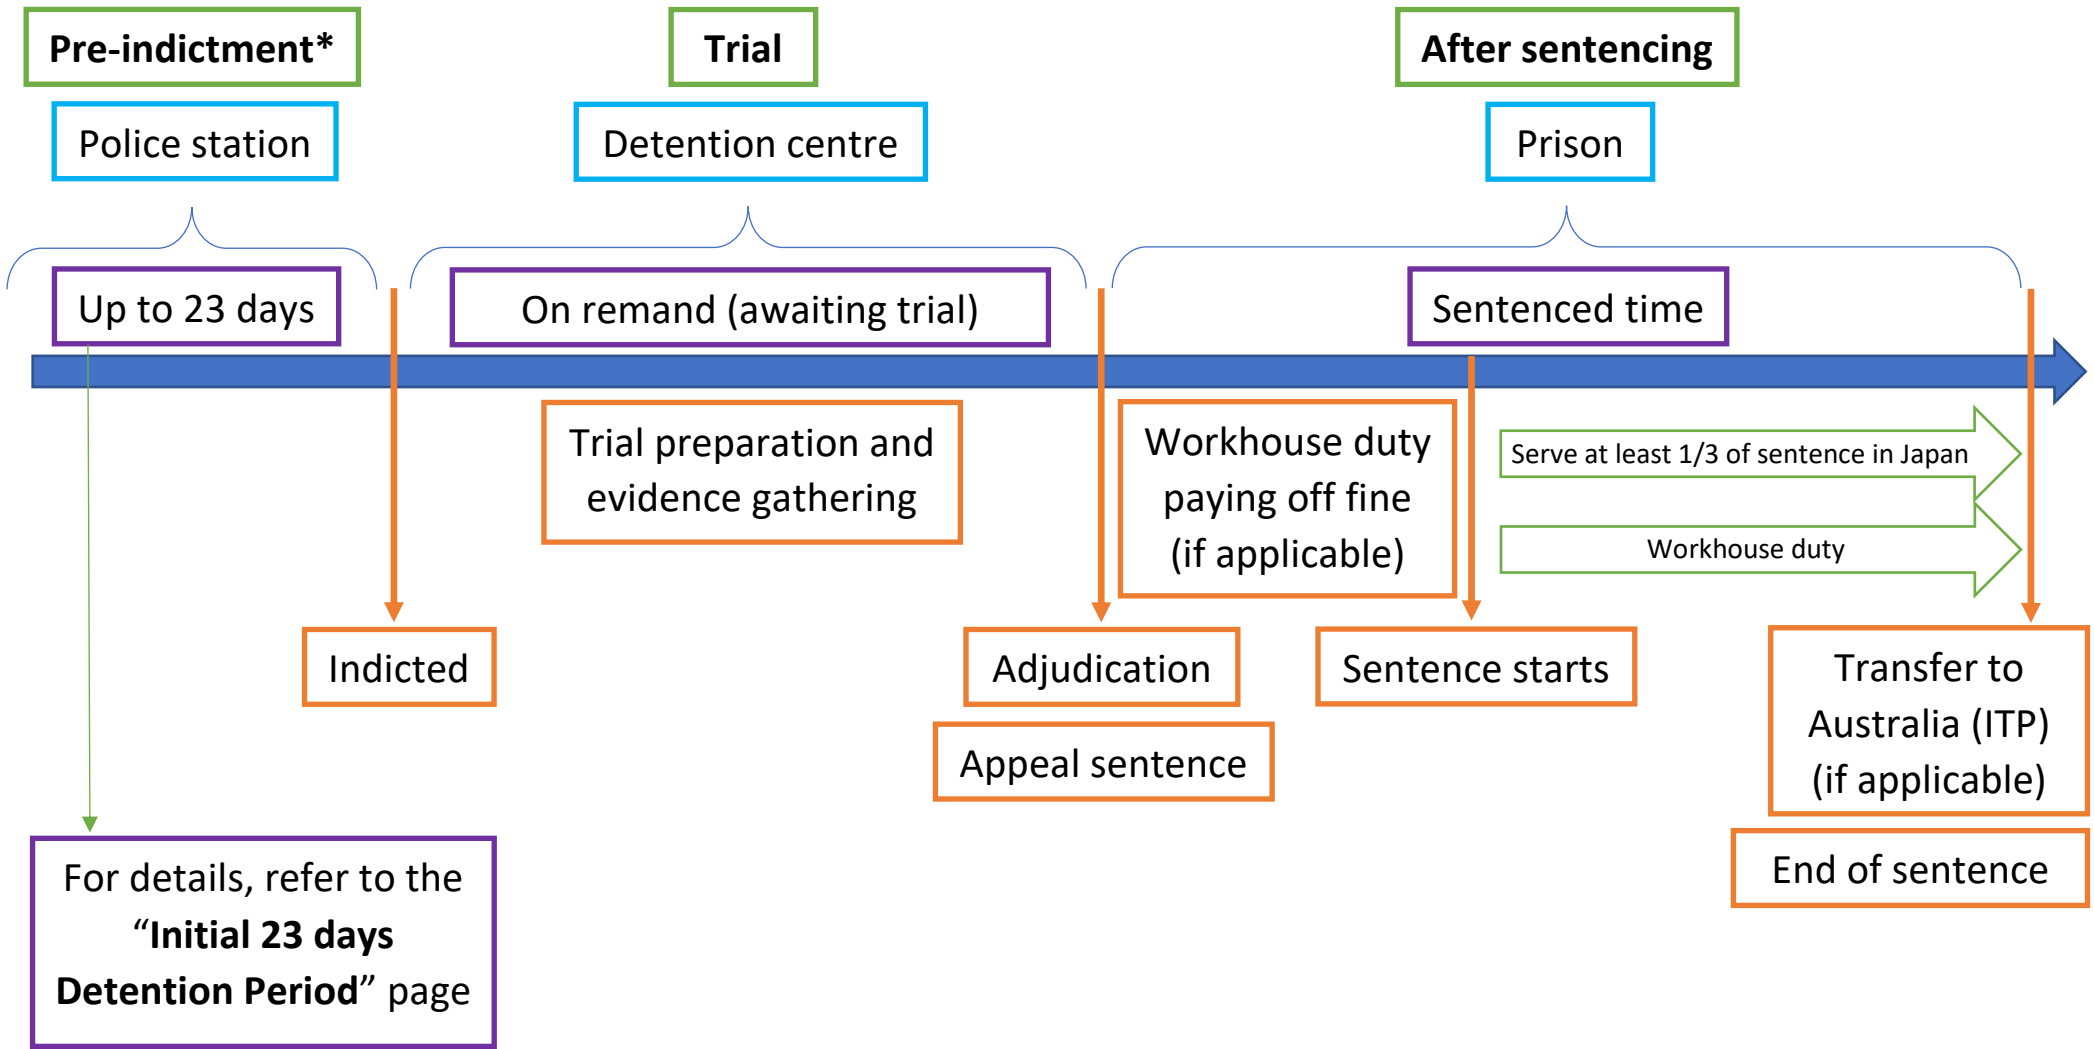 Pre-indictment*
Trial
After sentencing
Police station
Detention centre
Prison
Up to 23 days
On remand (awaiting trial)
Sentenced time
Trial preparation and
evidence gathering
Workhouse duty
paying off fine
(if applicable)
Serve at least 1/3 of sentence in Japan
Workhouse duty
Indicted
Adjudication
Appeal sentence
Sentence starts
Transfer to
Australia (ITP)
(if applicable)
End of sentence
For details, refer to the
“Initial 23 days
Detention Period” page